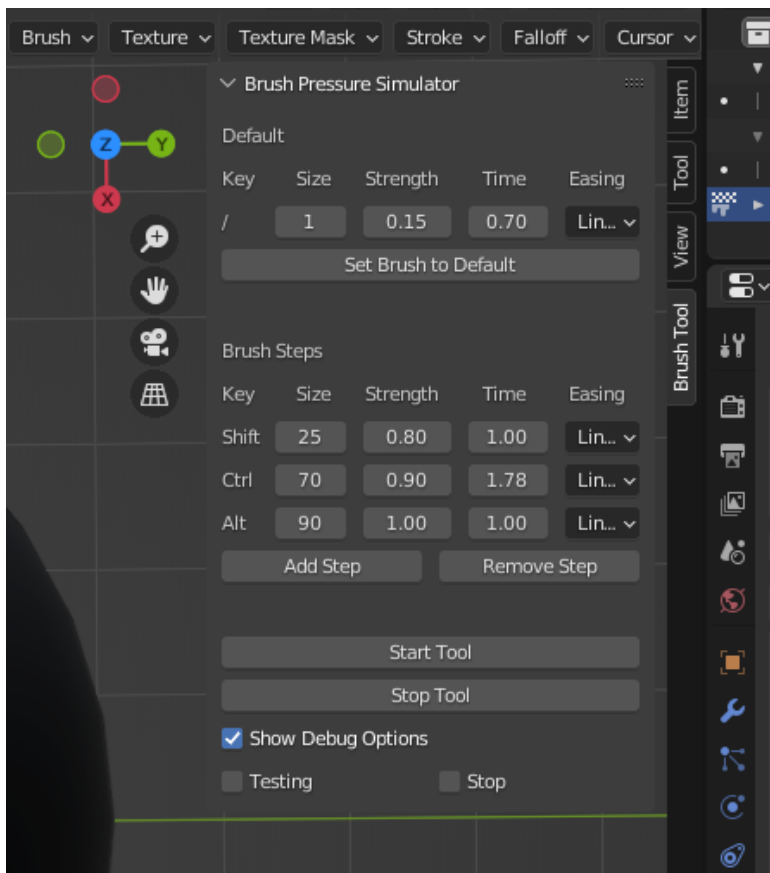 Brush Texture Texture Mask Stroke Falloff Cursor
Brush Pressure Simulator
Default
Key Size Strength Time Easing
/ 1 0.15 0.70 Lin...
Set Brush to Default
Brush Steps
Key Size Strength Time Easing
Shift 25 0.80 1.00 Lin...
Ctrl 70 0.90 1.78 Lin...
Alt 90 1.00 1.00 Lin...
Add Step Remove Step
Start Tool
Stop Tool
Show Debug Options
Testing Stop
Item
Tool
View
Brush Tool
Z
Y
X